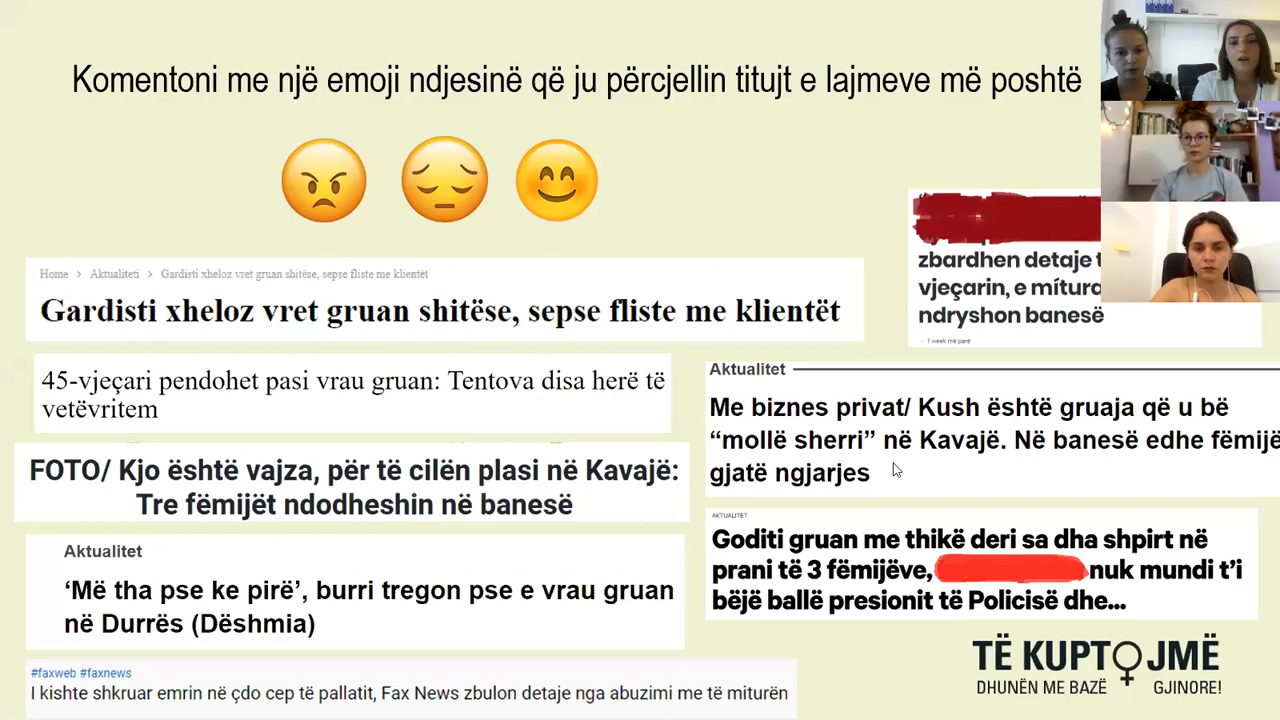 Komentoni me një emoji ndjesinë që ju përcjellin titujt e lajmeve më poshtë
Home > Aktualiteti > Gardisti xheloz vret gruan shitëse, sepse fliste me klientët
Gardisti xheloz vret gruan shitëse, sepse fliste me klientët
45-vjeçari pendohet pasi vrau gruan: Tentova disa herë të
vetëvritem
FOTO/ Kjo është vajza, për të cilën plasi në Kavajë:
Tre fëmijët ndodheshin në banesë
Aktualitet
‘Më tha pse ke pirë’, burri tregon pse e vrau gruan
në Durrës (Dëshmia)
#faxweb #faxnews
I kishte shkruar emrin në çdo cep të pallatit, Fax News zbulon detaje nga abuzimi me të miturën
zbardhen detaje
vjeçarin, e mítura
ndryshon banesë
1 week më parë
Aktualitet
Me biznes privat/ Kush është gruaja që u bë
“mollë sherri” në Kavajë. Në banesë edhe fëmijë
gjatë ngjarjes
AKTUALITET
Goditi gruan me thikë deri sa dha shpirt në
prani të 3 fëmijëve, nuk mundi t’i
bëjë ballë presionit të Policisë dhe...
TË KUPTOJMË
DHUNËN ME BAZË GJINORE!